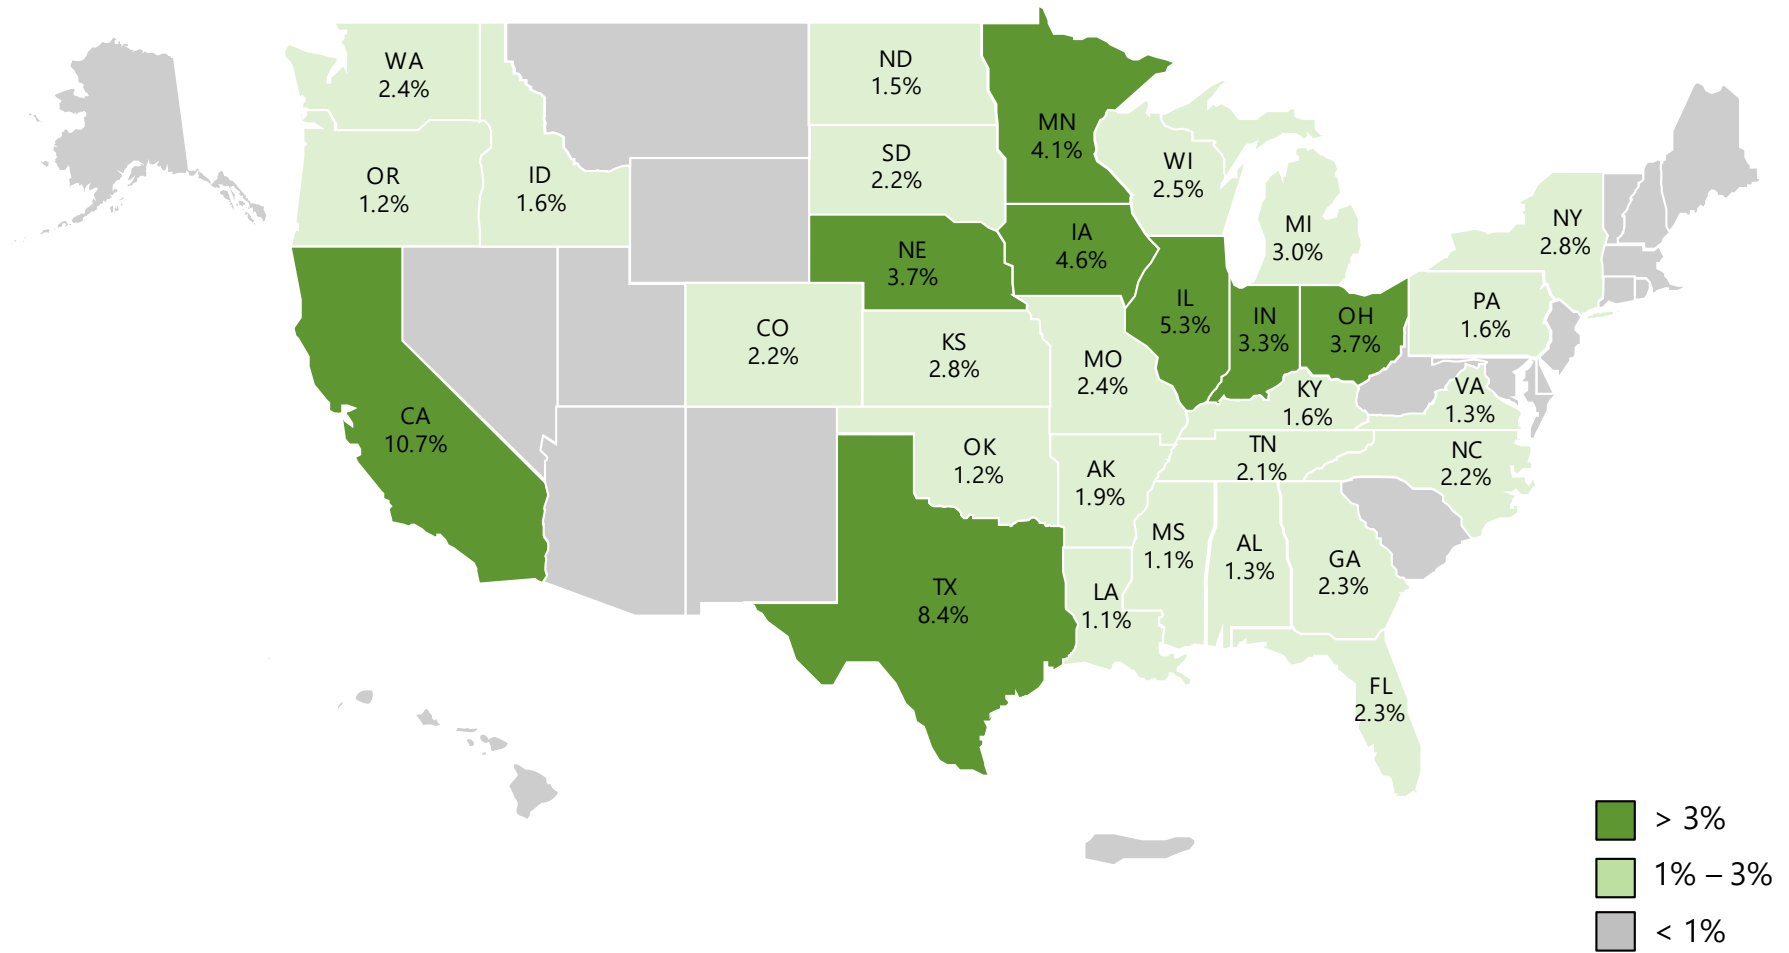 WA
2.4%
ND
1.5%
MN
4.1%
SD
2.2%
WI
2.5%
OR
1.2%
ID
1.6%
MI
3.0%
NY
2.8%
NE
3.7%
IA
4.6%
IL
5.3%
IN
3.3%
OH
3.7%
PA
1.6%
CO
2.2%
KS
2.8%
MO
2.4%
KY
1.6%
VA
1.3%
CA
10.7%
OK
1.2%
AK
1.9%
TN
2.1%
NC
2.2%
MS
1.1%
AL
1.3%
GA
2.3%
TX
8.4%
LA
1.1%
FL
2.3%
> 3%
1% – 3%
< 1%